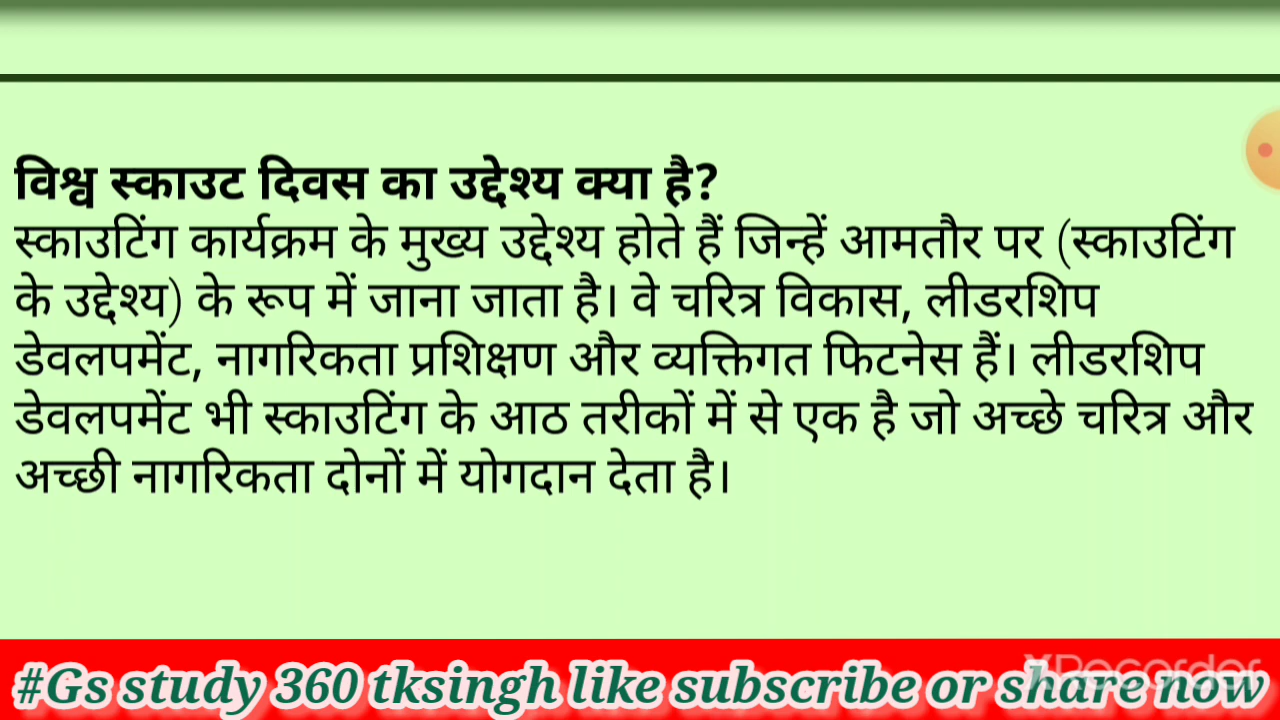 विश्व स्काउट दिवस का उद्देश्य क्या है?
स्काउटिंग कार्यक्रम के मुख्य उद्देश्य होते हैं जिन्हें आमतौर पर (स्काउटिंग
के उद्देश्य) के रूप में जाना जाता है। वे चरित्र विकास, लीडरशिप
डेवलपमेंट, नागरिकता प्रशिक्षण और व्यक्तिगत फिटनेस हैं। लीडरशिप
डेवलपमेंट भी स्काउटिंग के आठ तरीकों में से एक है जो अच्छे चरित्र और
अच्छी नागरिकता दोनों में योगदान देता है।
XRecorder
#Gs study 360 tksingh like subscribe or share now